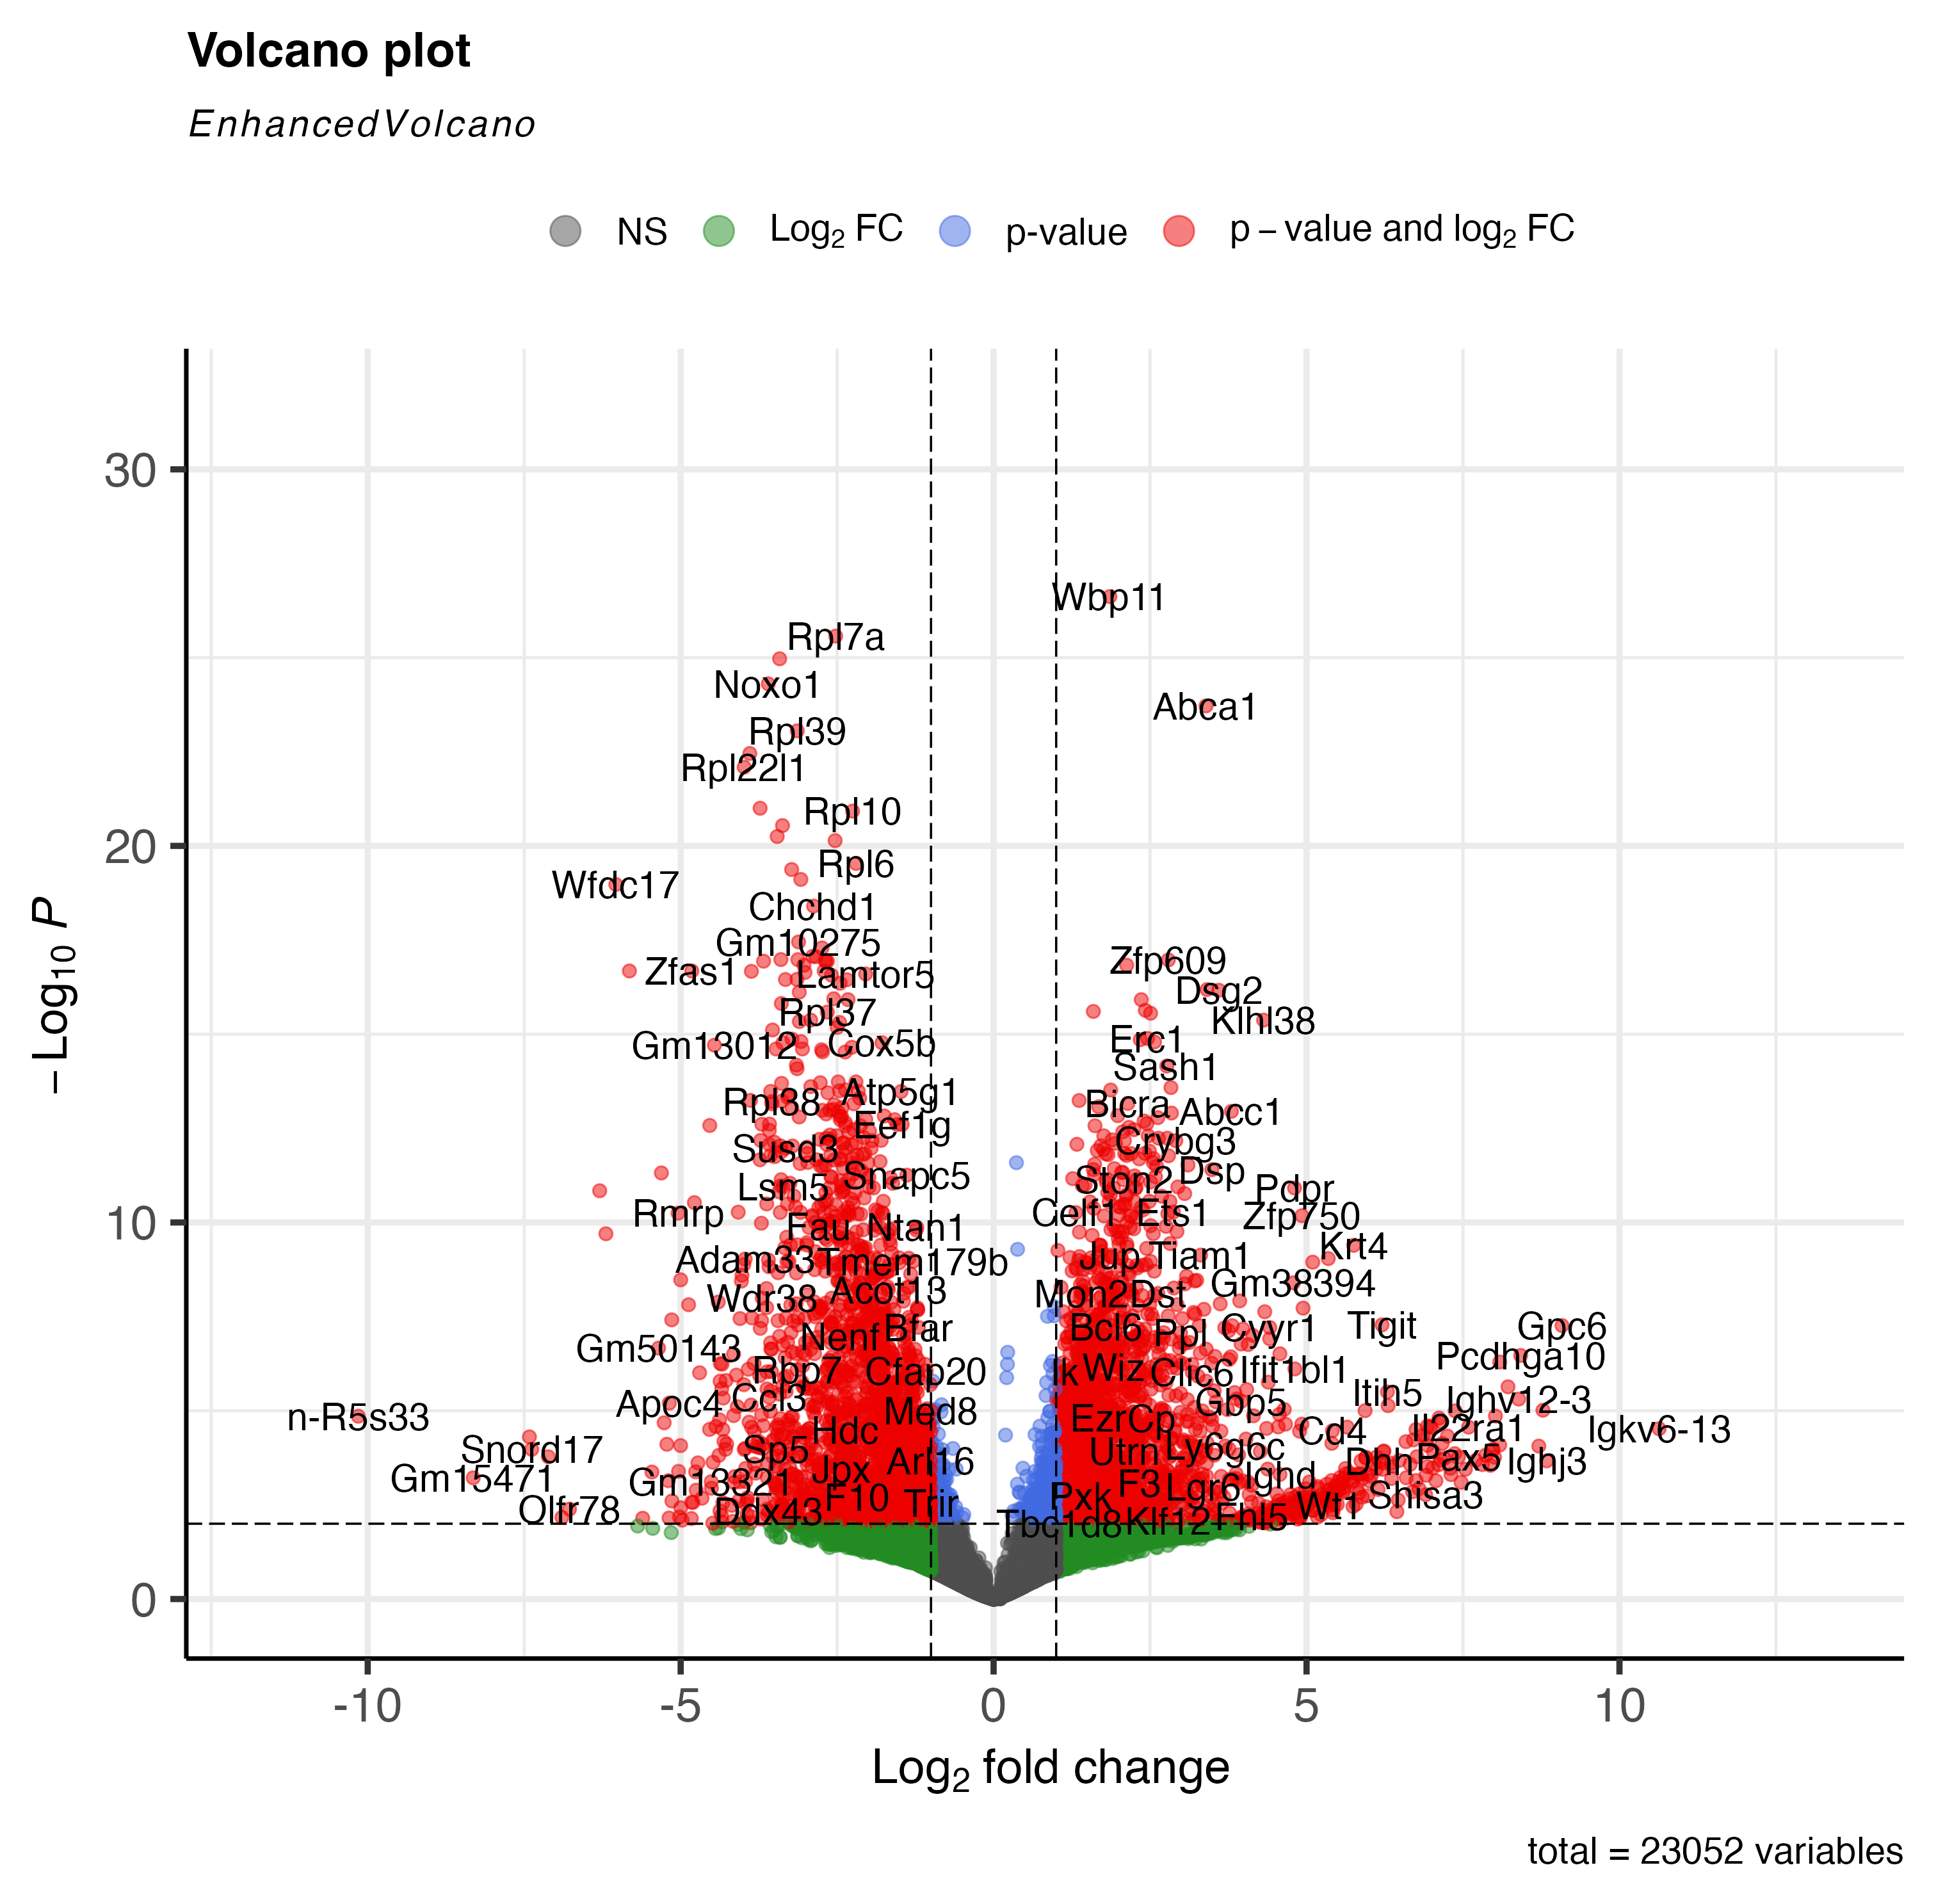 Volcano plot
EnhancedVolcano
NS Log2 FC p-value p – value and log2 FC
30
Wbp11
Rpl7a
Noxo1
Abca1
Rpl39
Rpl22l1
Rpl10
20
Rpl6
Wfdc17
Chchd1
Gm10275
Zfp609
Zfas1 Lamtor5
Dsg2
Rpl37 Klhl38
Gm13012 Cox5b Erc1
Sash1
Rpl38 Atp5g1 Bicra Abcc1
Eef1g
Susd3 Crybg3
Snapc5 Ston2 Dsp
Lsm5 Pdpr
10
Rmrp Celf1 Ets1 Zfp750
Fau Ntan1
Adam33 Tmem179b Jup Tiam1 Krt4
Wdr38 Acot13 Mon2 Dst Gm38394
Nenf Bfar Bcl6 Ppl Cyyr1 Tigit Gpc6
Gm50143 Pcdhga10
Rbp7 Cfap20 Ik Wiz Clic6 Ifit1bl1
Apoc4 Ccl3 Gbp5 Itih5 Ighv12-3
n-R5s33 Med8 Ezr Cp
Hdc Cd4 Il22ra1 Igkv6-13
Snord17 Sp5 Arl16 Utrn Ly6g6c Dhh Pax5 Ighj3
Gm15471 Gm13321 Jpx F3 Lgr6 Ighd
Olfr78 Ddx43 F10 Trir Pxk Wt1 Shisa3
Tbc1d8 Klf12 Fhl5
0
-10 -5 0 5 10
Log2 fold change
–Log10 P
total = 23052 variables